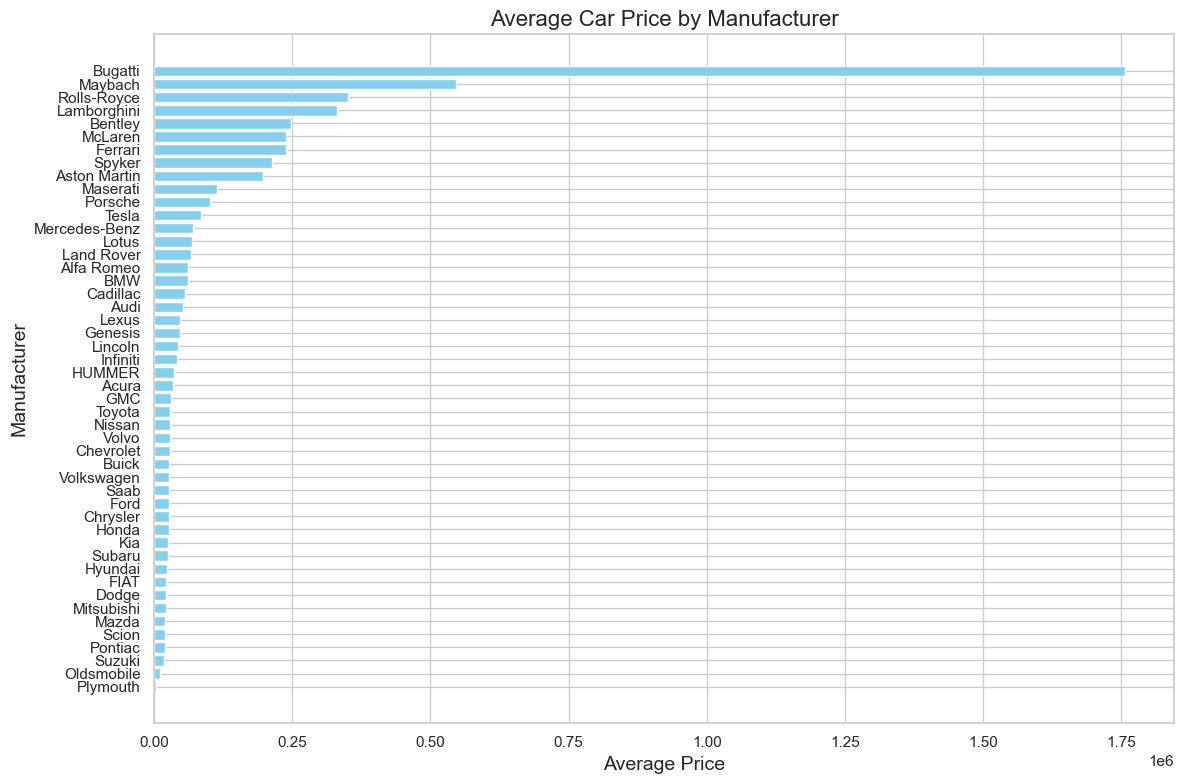 Average Car Price by Manufacturer
Manufacturer
Bugatti
Maybach
Rolls-Royce
Lamborghini
Bentley
McLaren
Ferrari
Spyker
Aston Martin
Maserati
Porsche
Tesla
Mercedes-Benz
Lotus
Land Rover
Alfa Romeo
BMW
Cadillac
Audi
Lexus
Genesis
Lincoln
Infiniti
HUMMER
Acura
GMC
Toyota
Nissan
Volvo
Chevrolet
Buick
Volkswagen
Saab
Ford
Chrysler
Honda
Kia
Subaru
Hyundai
FIAT
Dodge
Mitsubishi
Mazda
Scion
Pontiac
Suzuki
Oldsmobile
Plymouth
0.00 0.25 0.50 0.75 1.00 1.25 1.50 1.75
1e6
Average Price